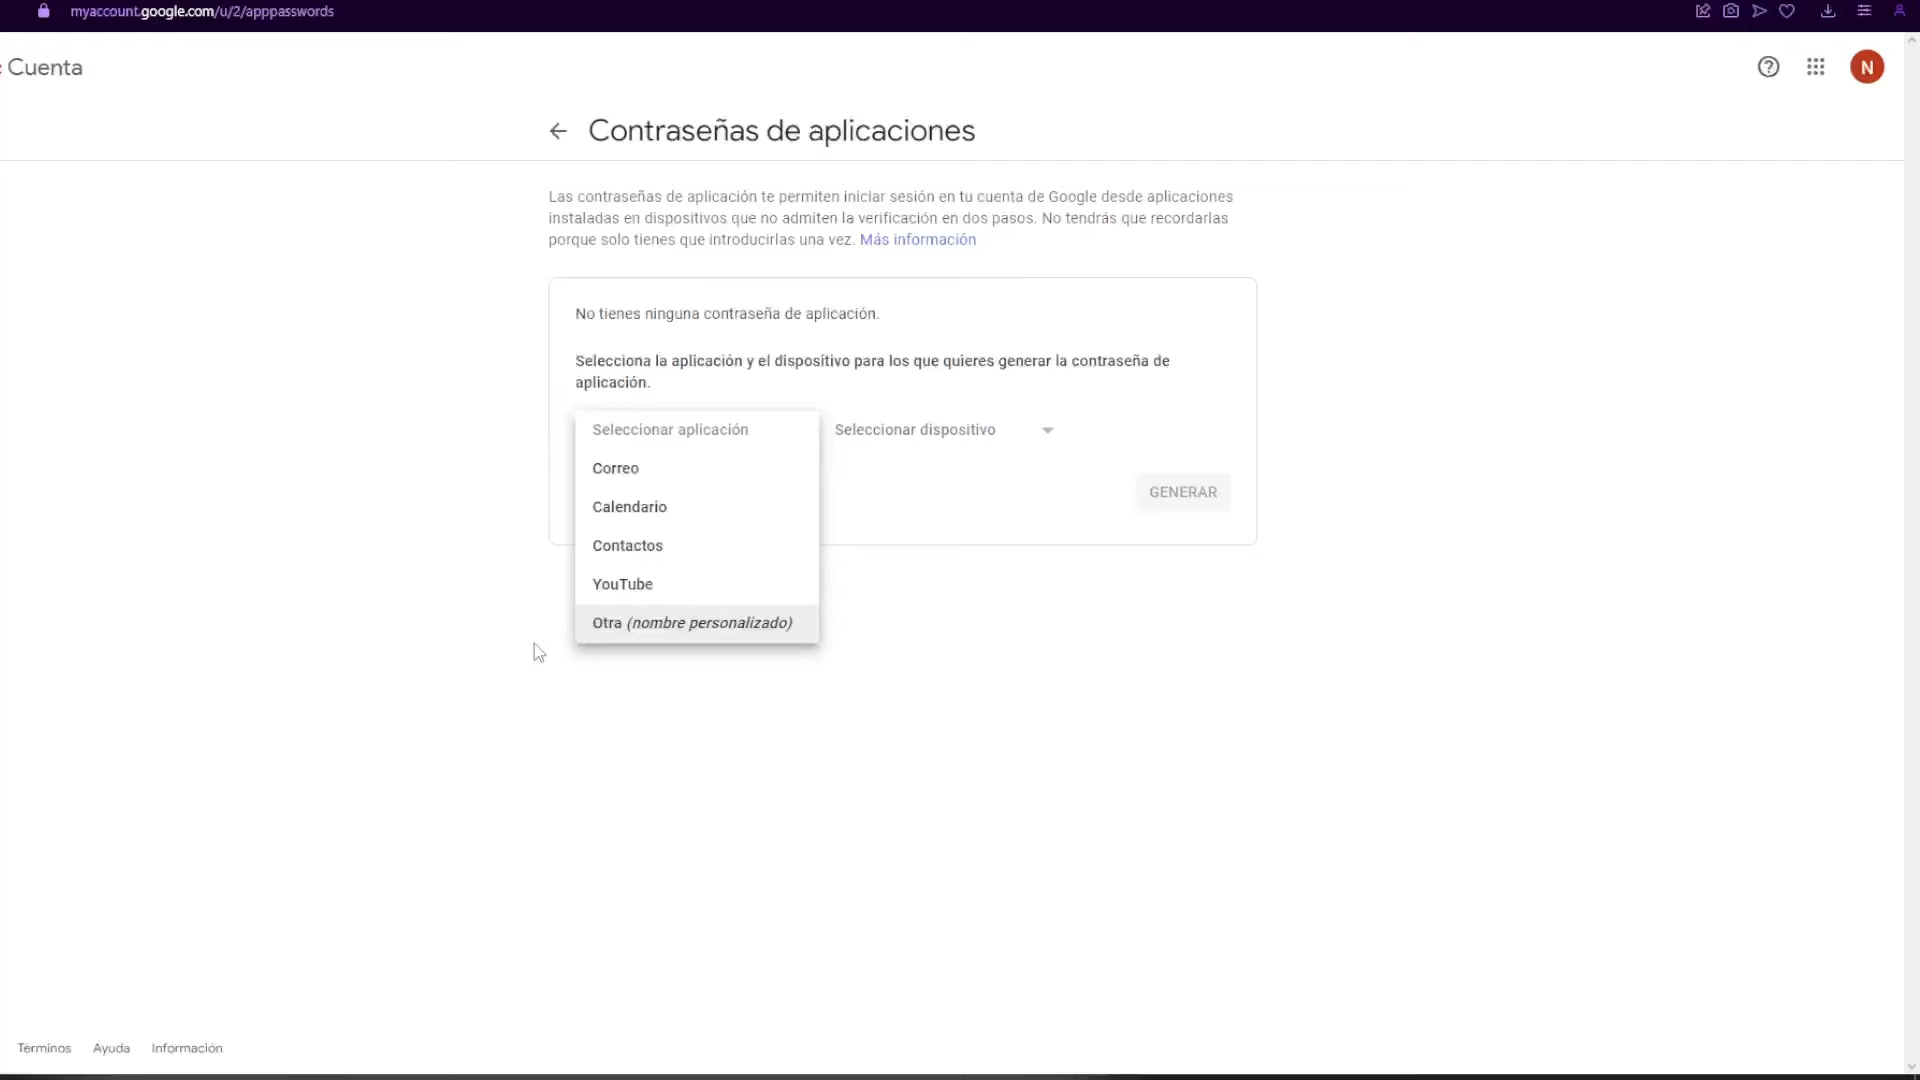 myaccount.google.com/u/2/apppasswords
Cuenta
N
Contraseñas de aplicaciones
Las contraseñas de aplicación te permiten iniciar sesión en tu cuenta de Google desde aplicaciones
instaladas en dispositivos que no admiten la verificación en dos pasos. No tendrás que recordarlas
porque solo tienes que introducirlas una vez. Más información
No tienes ninguna contraseña de aplicación.
Selecciona la aplicación y el dispositivo para los que quieres generar la contraseña de
aplicación.
Seleccionar aplicación
Seleccionar dispositivo
Correo
Calendario
GENERAR
Contactos
YouTube
Otra (nombre personalizado)
Términos Ayuda Información